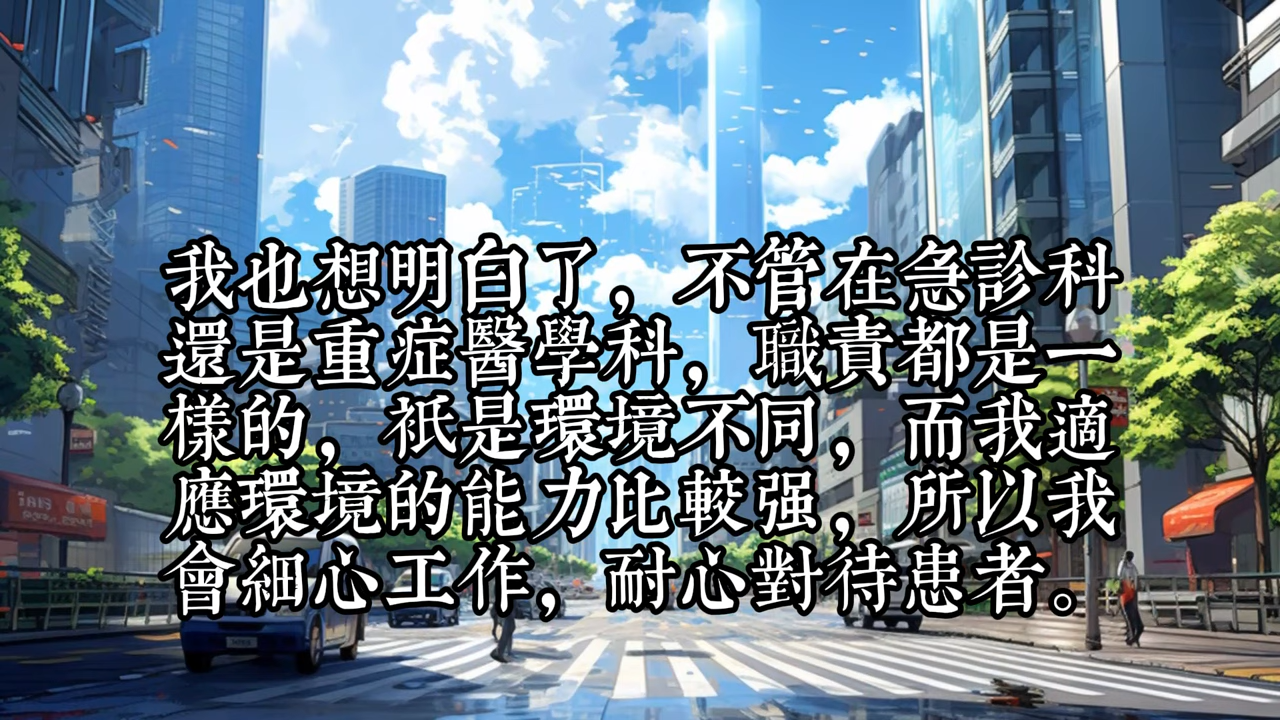 我也想明白了，不管在急診科
還是重症醫學科，職責都是一
樣的，衹是環境不同，而我適
應環境的能力比較强，所以我
會細心工作，耐心對待患者。